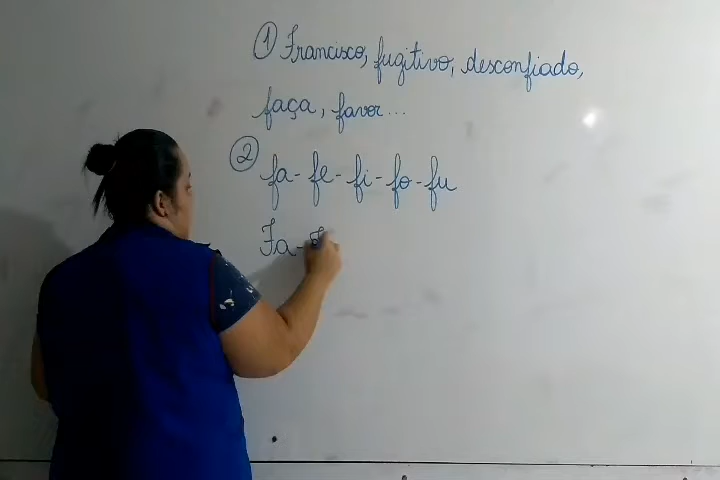 ① Francisco, fugitivo, desconfiado,
faça, favor...
② fa - fe - fi - fo - fu
Fa - F